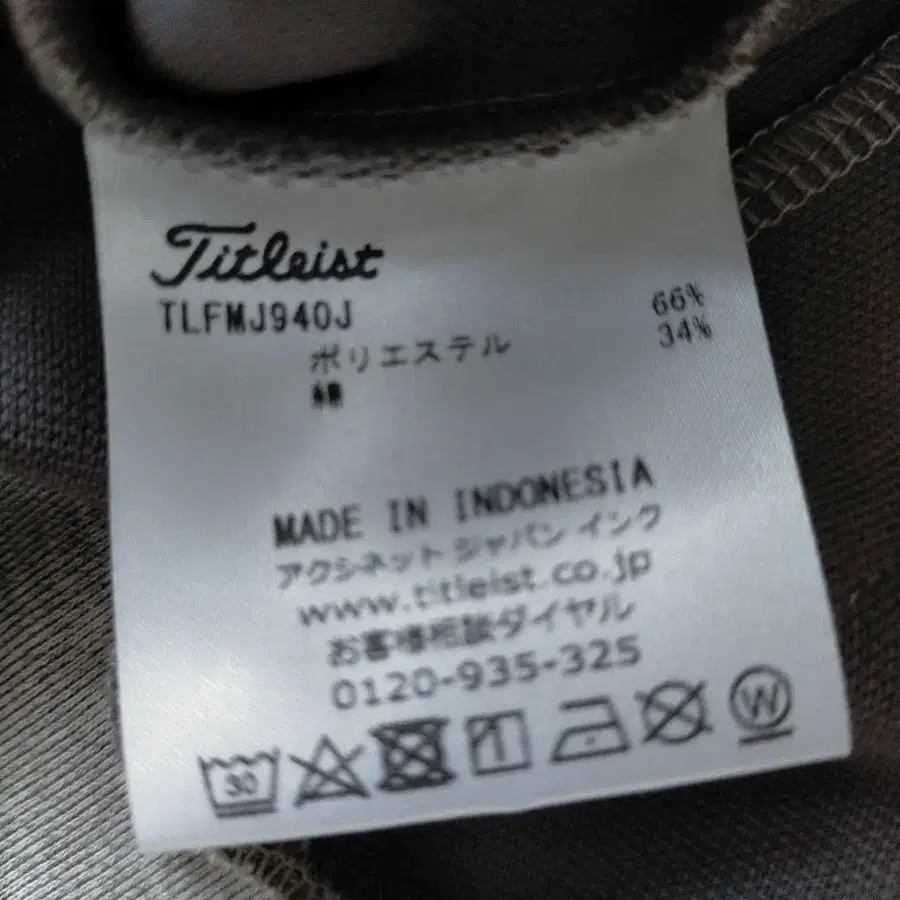 Titleist
TLFMJ940J
ポリエステル 66%
綿 34%
MADE IN INDONESIA
アクシネット ジャパン インク
www.titleist.co.jp
お客様相談ダイヤル
0120-935-325
30
W